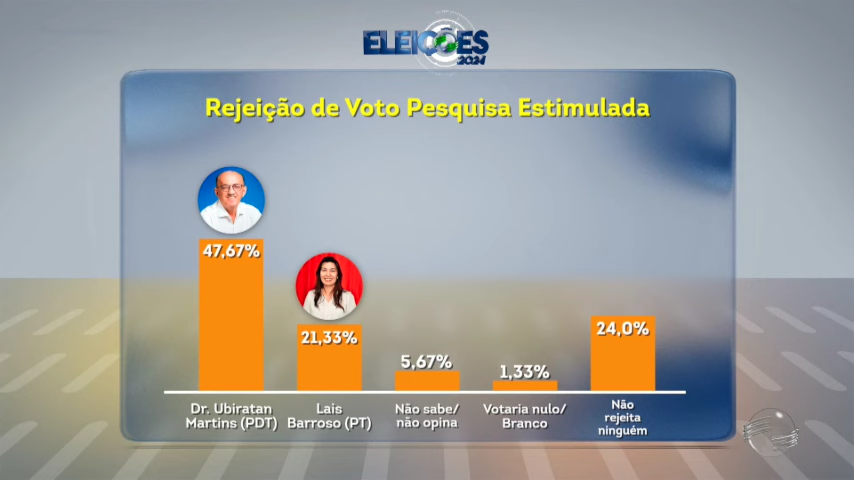 ELEIÇÕES
2024
Rejeição de Voto Pesquisa Estimulada
47,67%
21,33%
5,67%
1,33%
24,0%
Dr. Ubiratan
Martins (PDT)
Lais
Barroso (PT)
Não sabe/
não opina
Votaria nulo/
Branco
Não
rejeita
ninguém